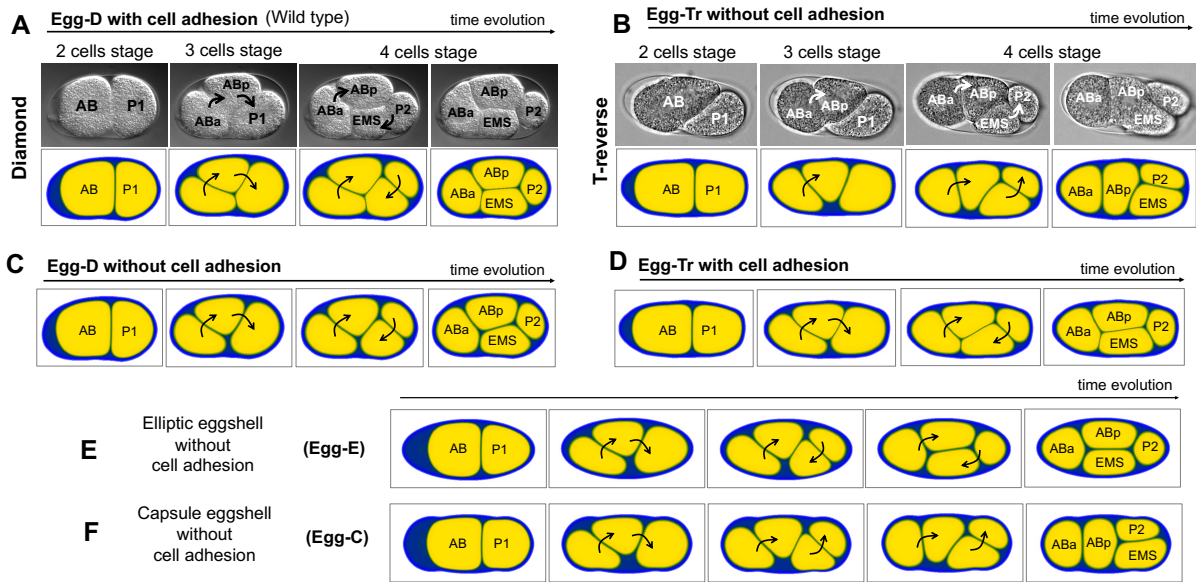 A
Egg-D with cell adhesion (Wild type)
time evolution
2 cells stage
3 cells stage
4 cells stage
Diamond
AB
P1
ABp
ABa
P1
ABp
ABa
P2
EMS
ABp
ABa
P2
EMS
AB
P1
ABp
ABa
P2
EMS
B
Egg-Tr without cell adhesion
time evolution
2 cells stage
3 cells stage
4 cells stage
T-reverse
AB
P1
ABp
ABa
P1
ABa
ABp
P2
EMS
ABa
ABp
P2
EMS
AB
P1
ABa
ABp
P2
EMS
C
Egg-D without cell adhesion
time evolution
AB
P1
ABp
ABa
P2
EMS
D
Egg-Tr with cell adhesion
time evolution
AB
P1
ABp
ABa
P2
EMS
time evolution
E
Elliptic eggshell
without
cell adhesion
(Egg-E)
AB
P1
ABp
ABa
P2
EMS
F
Capsule eggshell
without
cell adhesion
(Egg-C)
AB
P1
ABa
ABp
P2
EMS